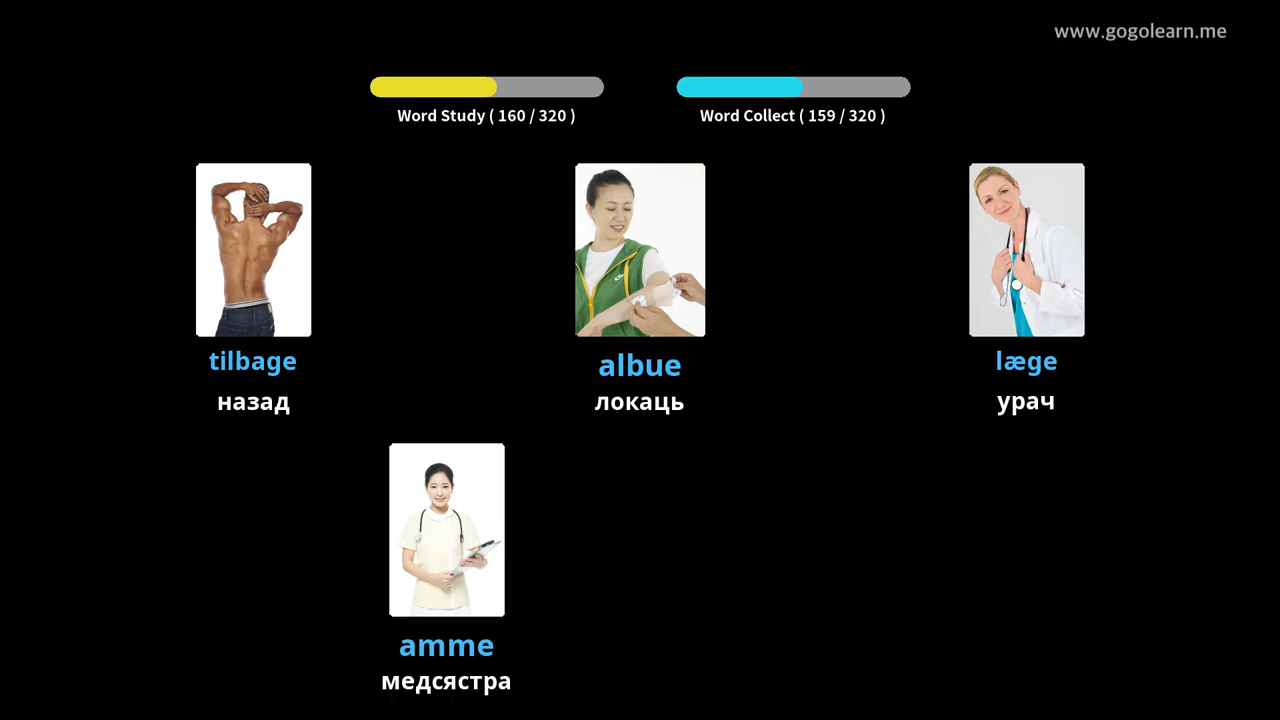 www.gogolearn.me
Word Study ( 160 / 320 )
Word Collect ( 159 / 320 )
tilbage
назад
albue
локаць
læge
урач
amme
медсястра